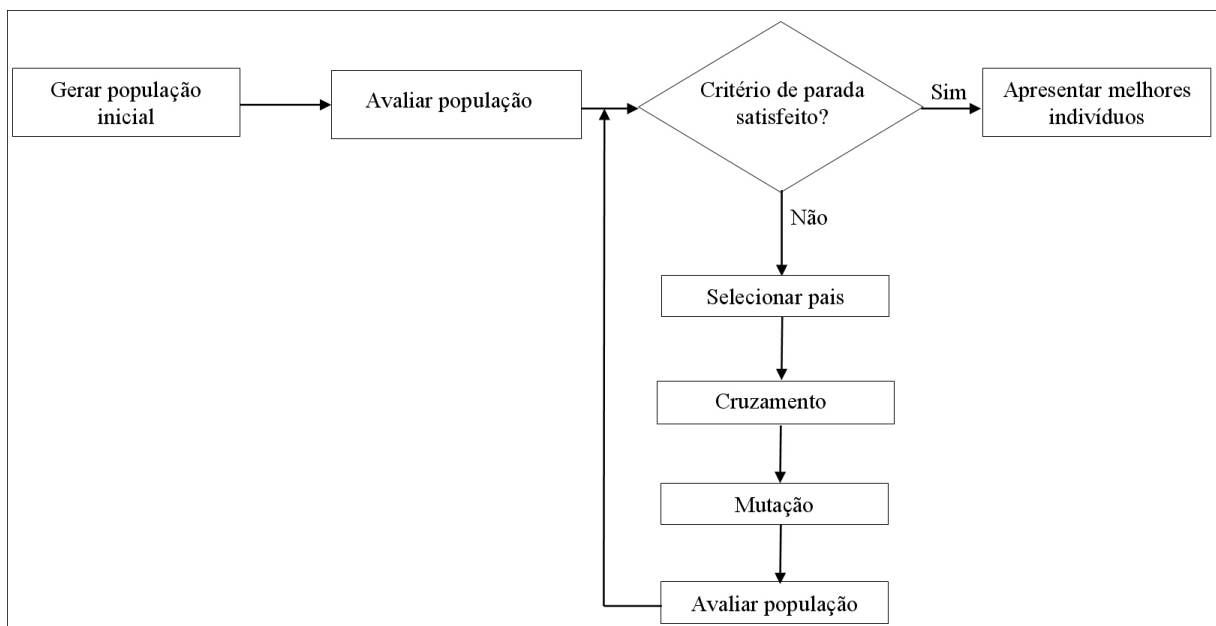 Gerar população
inicial
Avaliar população
Critério de parada
satisfeito?
Sim
Apresentar melhores
indivíduos
Não
Selecionar pais
Cruzamento
Mutação
Avaliar população